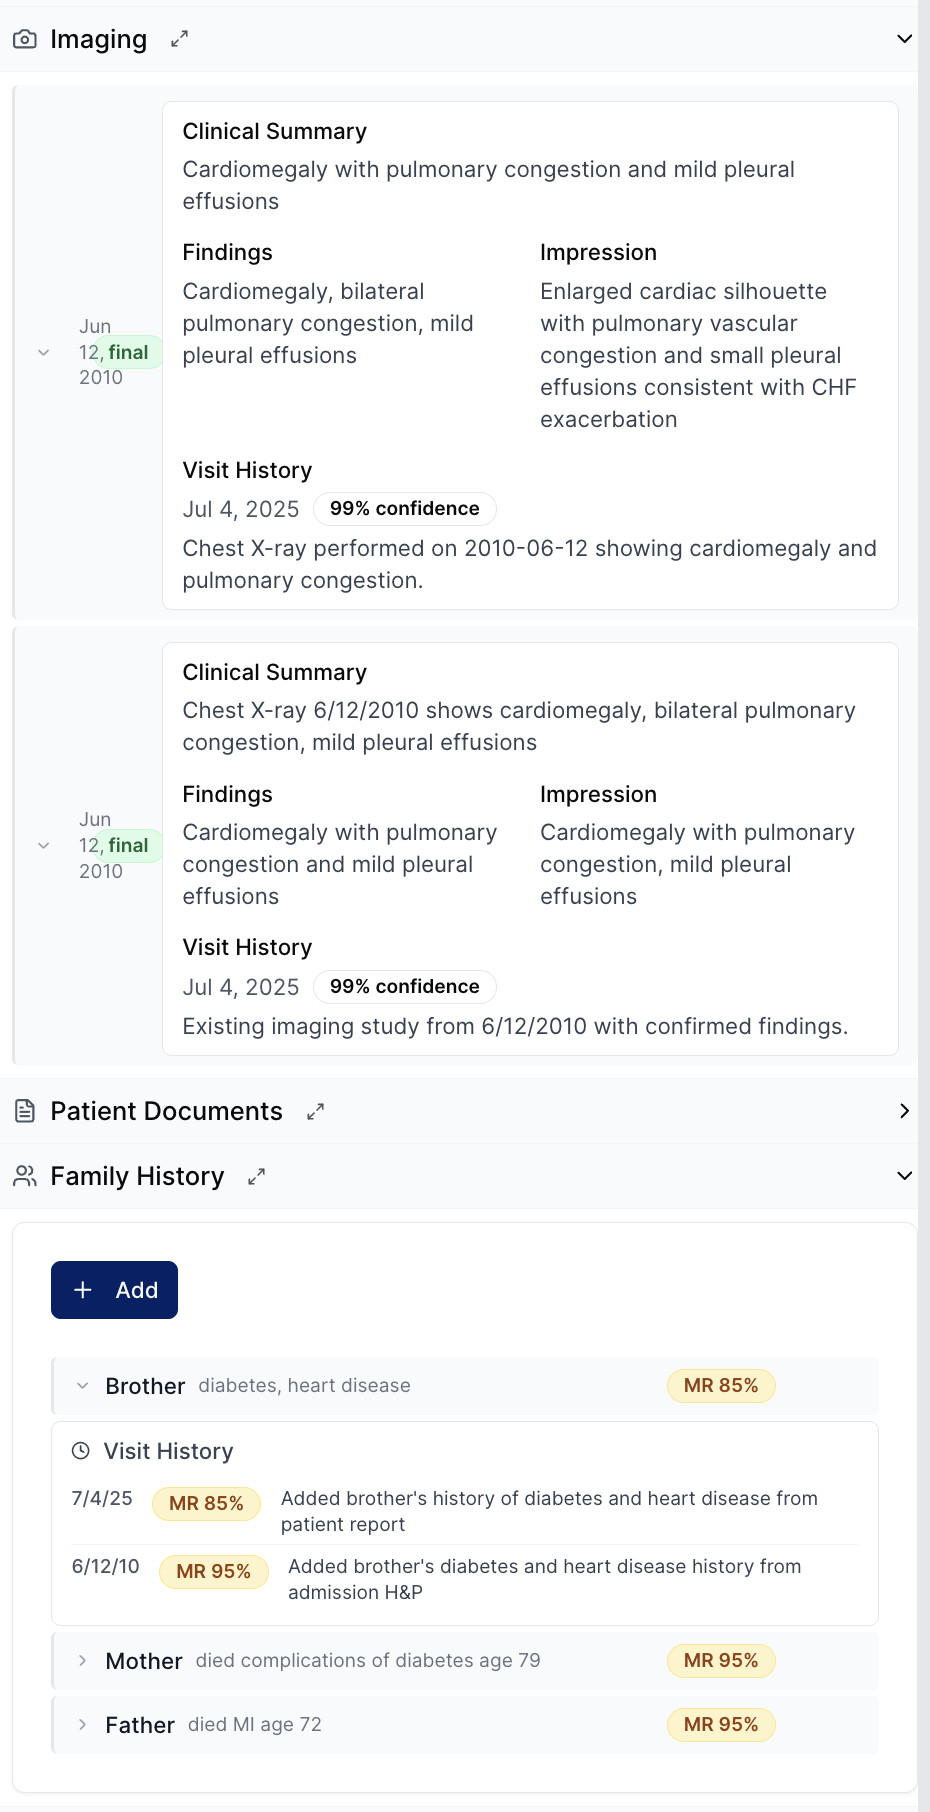 Imaging
Jun
12, final
2010
Clinical Summary
Cardiomegaly with pulmonary congestion and mild pleural
effusions
Findings
Cardiomegaly, bilateral
pulmonary congestion, mild
pleural effusions
Impression
Enlarged cardiac silhouette
with pulmonary vascular
congestion and small pleural
effusions consistent with CHF
exacerbation
Visit History
Jul 4, 2025 99% confidence
Chest X-ray performed on 2010-06-12 showing cardiomegaly and
pulmonary congestion.
Jun
12, final
2010
Clinical Summary
Chest X-ray 6/12/2010 shows cardiomegaly, bilateral pulmonary
congestion, mild pleural effusions
Findings
Cardiomegaly with pulmonary
congestion and mild pleural
effusions
Impression
Cardiomegaly with pulmonary
congestion, mild pleural
effusions
Visit History
Jul 4, 2025 99% confidence
Existing imaging study from 6/12/2010 with confirmed findings.
Patient Documents
Family History
+ Add
Brother diabetes, heart disease MR 85%
Visit History
7/4/25 MR 85% Added brother's history of diabetes and heart disease from
patient report
6/12/10 MR 95% Added brother's diabetes and heart disease history from
admission H&P
Mother died complications of diabetes age 79 MR 95%
Father died MI age 72 MR 95%